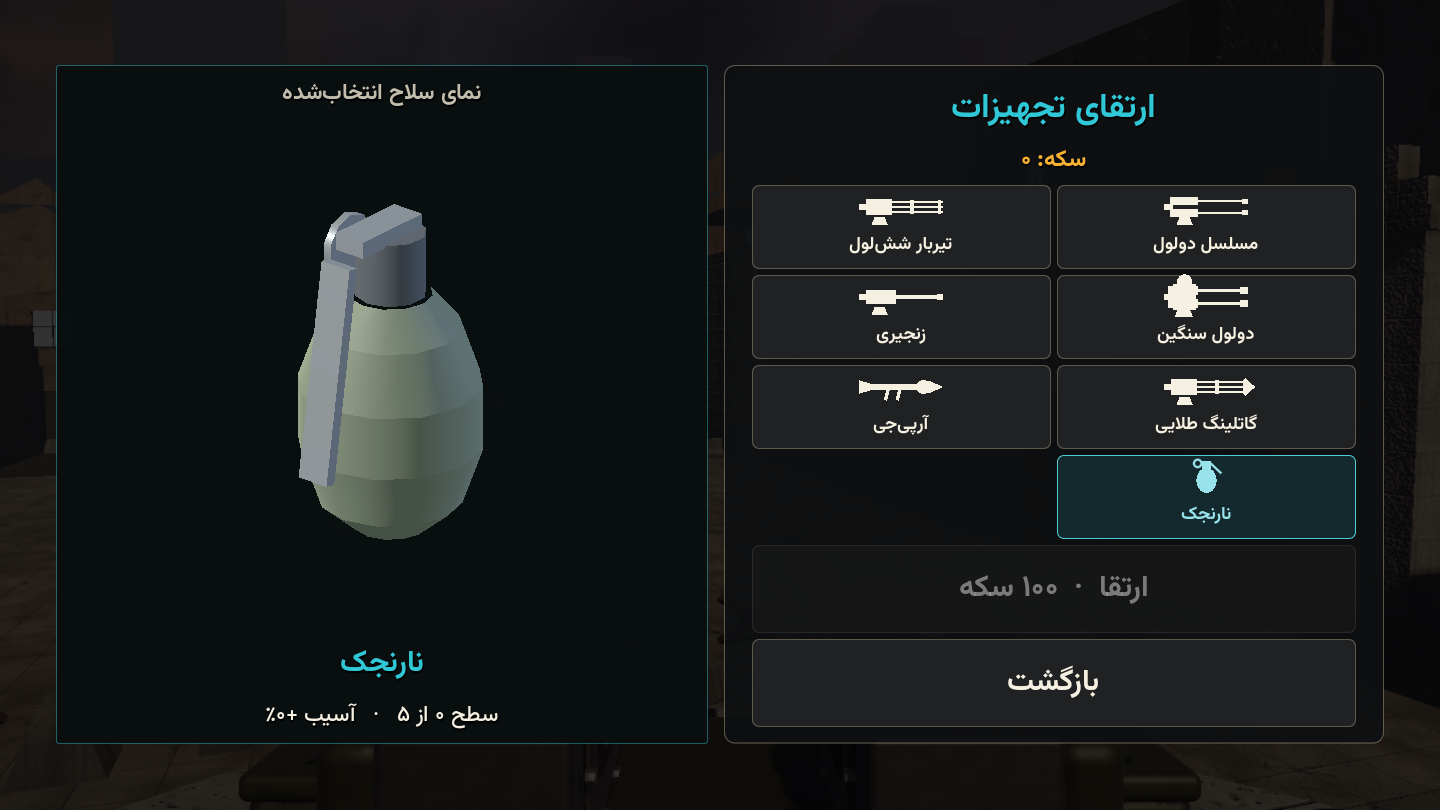 ارتقای تجهیزات
سکه: ۰
مسلسل دولول
تیربار شش‌لول
دولول سنگین
زنجیری
گاتلینگ طلایی
آرپی‌جی
نارنجک
ارتقا · ۱۰۰ سکه
بازگشت
نمای سلاح انتخاب‌شده
نارنجک
سطح ۰ از ۵ · آسیب +۰٪